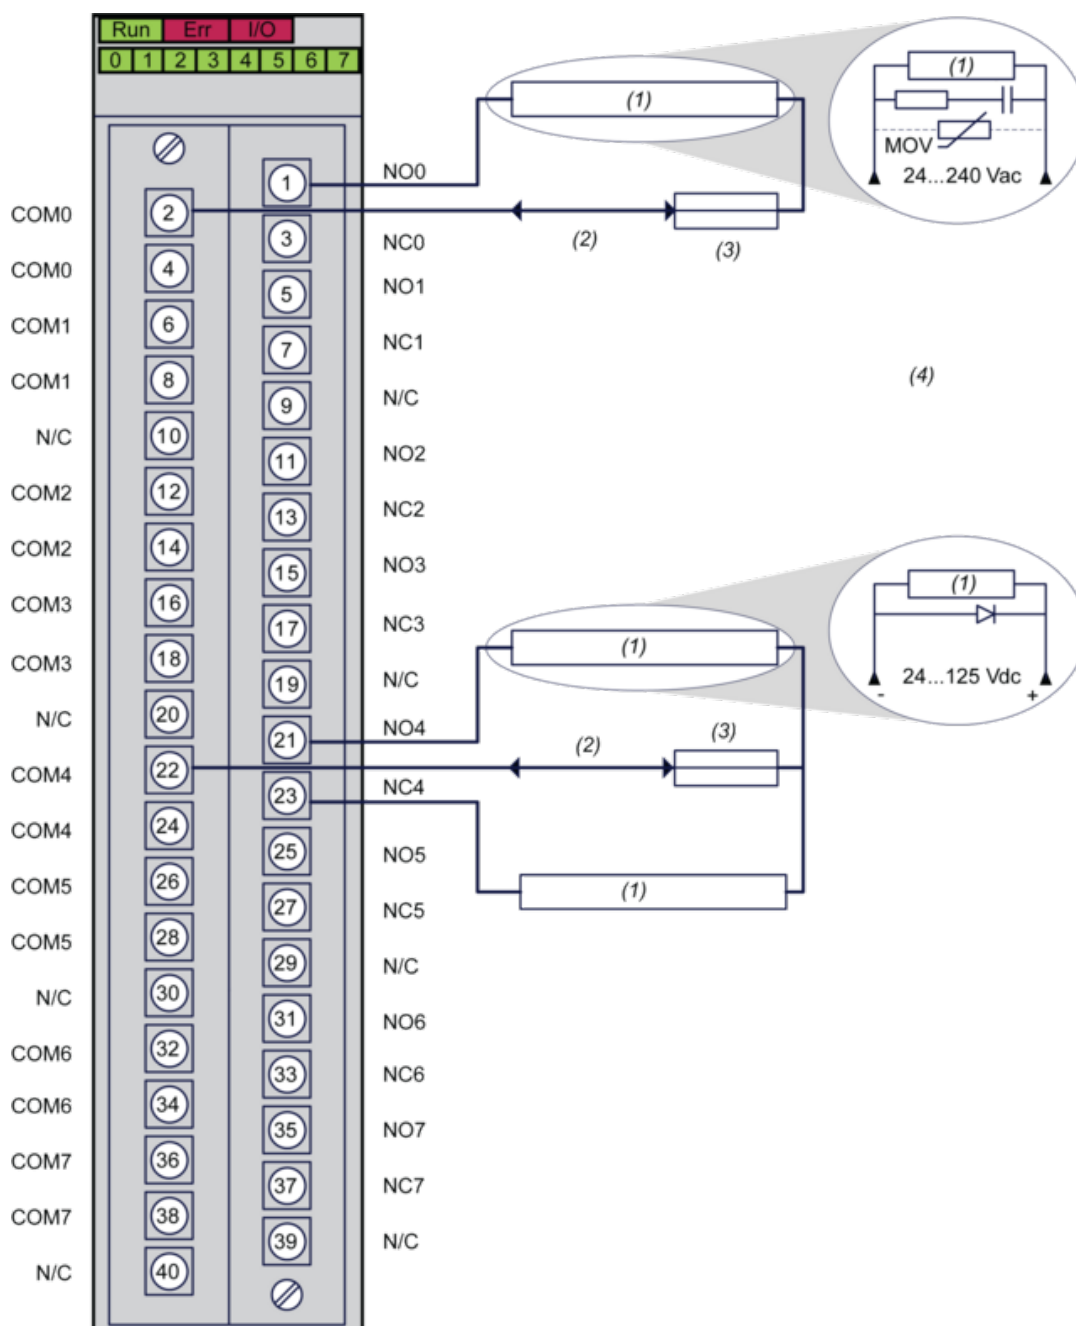 Run Err I/O
0 1 2 3 4 5 6 7
(1)
(1)
MOV
24...240 Vac
1 NO0
COM0 2
(2) (3)
3 NC0
COM0 4
5 NO1
COM1 6
7 NC1
COM1 8
(4)
9 N/C
N/C 10
11 NO2
COM2 12
13 NC2
COM2 14
15 NO3
COM3 16
17 NC3
COM3 18
19 N/C
N/C 20
(1)
(1)
24...125 Vdc
- +
21 NO4
COM4 22
(2) (3)
23 NC4
COM4 24
25 NO5
COM5 26
(1)
27 NC5
COM5 28
29 N/C
N/C 30
31 NO6
COM6 32
33 NC6
COM6 34
35 NO7
COM7 36
37 NC7
COM7 38
39 N/C
N/C 40